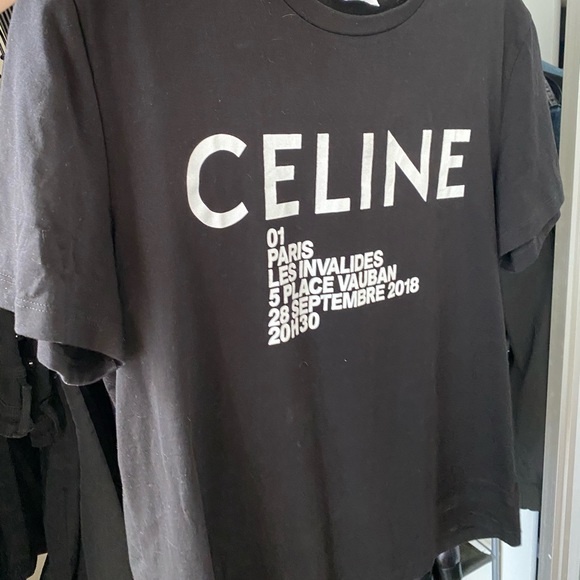 CELINE
01
PARIS
LES INVALIDES
5 PLACE VAUBAN
28 SEPTEMBRE 2018
20H30